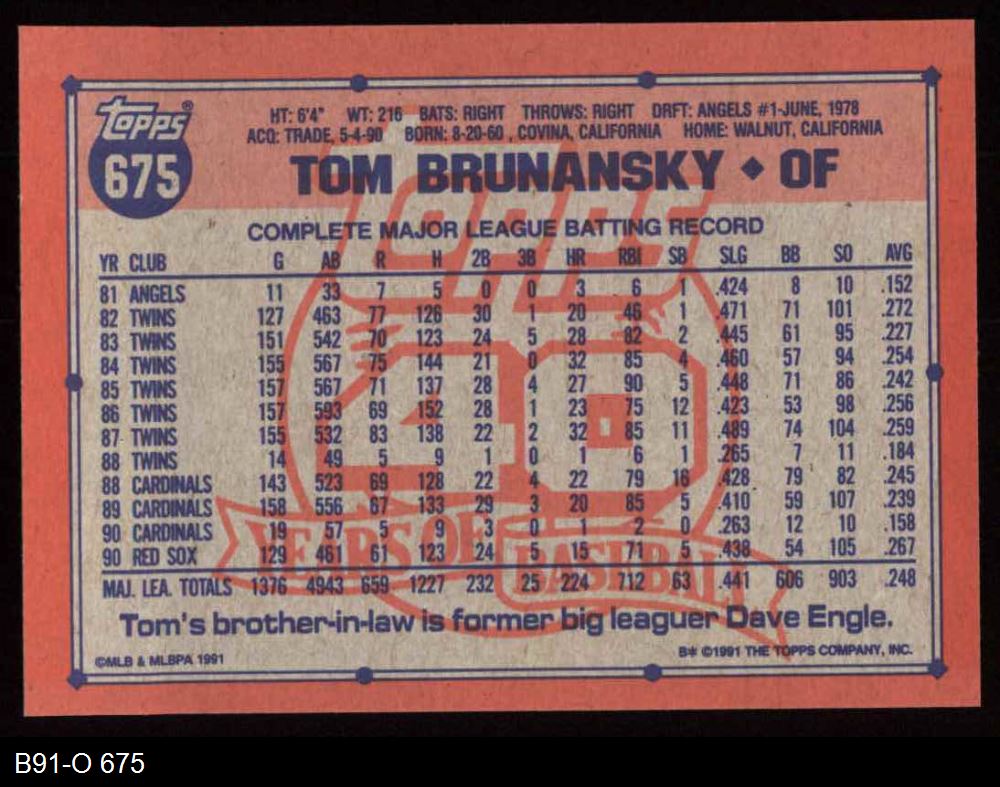 Topps®
675
HT: 6'4" WT: 216 BATS: RIGHT THROWS: RIGHT DRFT: ANGELS #1-JUNE, 1978
ACQ: TRADE, 5-4-90 BORN: 8-20-60 , COVINA, CALIFORNIA HOME: WALNUT, CALIFORNIA
TOM BRUNANSKY ♦ OF
Topps
40
YEARS OF BASEBALL
COMPLETE MAJOR LEAGUE BATTING RECORD
YR CLUB G AB R H 2B 3B HR RBI SB SLG BB SO AVG
81 ANGELS 11 33 7 5 0 0 3 6 1 .424 8 10 .152
82 TWINS 127 463 77 126 30 1 20 46 1 .471 71 101 .272
83 TWINS 151 542 70 123 24 5 28 82 2 .445 61 95 .227
84 TWINS 155 567 75 144 21 0 32 85 4 .460 57 94 .254
85 TWINS 157 567 71 137 28 4 27 90 5 .448 71 86 .242
86 TWINS 157 593 69 152 28 1 23 75 12 .423 53 98 .256
87 TWINS 155 532 83 138 22 2 32 85 11 .489 74 104 .259
88 TWINS 14 49 5 9 1 0 1 6 1 .265 7 11 .184
88 CARDINALS 143 523 69 128 22 4 22 79 16 .428 79 82 .245
89 CARDINALS 158 556 67 133 29 3 20 85 5 .410 59 107 .239
90 CARDINALS 19 57 5 9 3 0 1 2 0 .263 12 10 .158
90 RED SOX 129 461 61 123 24 5 15 71 5 .438 54 105 .267
MAJ. LEA. TOTALS 1376 4943 659 1227 232 25 224 712 63 .441 606 903 .248
Tom's brother-in-law is former big leaguer Dave Engle.
©MLB & MLBPA 1991
B* ©1991 THE TOPPS COMPANY, INC.
B91-O 675